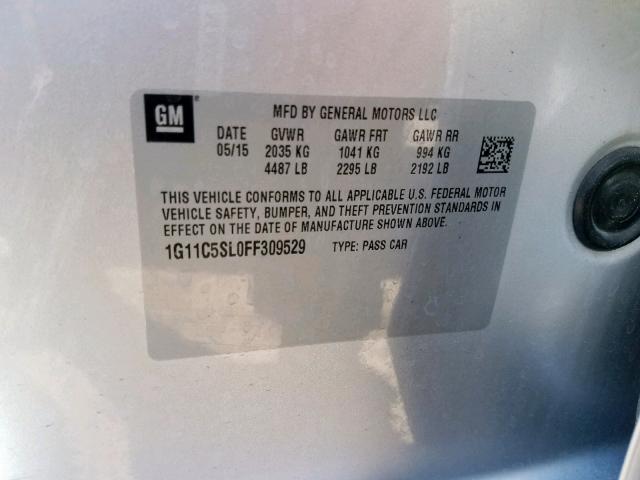 GM
MFD BY GENERAL MOTORS LLC
DATE GVWR GAWR FRT GAWR RR
05/15 2035 KG 1041 KG 994 KG
4487 LB 2295 LB 2192 LB
THIS VEHICLE CONFORMS TO ALL APPLICABLE U.S. FEDERAL MOTOR
VEHICLE SAFETY, BUMPER, AND THEFT PREVENTION STANDARDS IN
EFFECT ON THE DATE OF MANUFACTURE SHOWN ABOVE.
1G11C5SL0FF309529 TYPE: PASS CAR